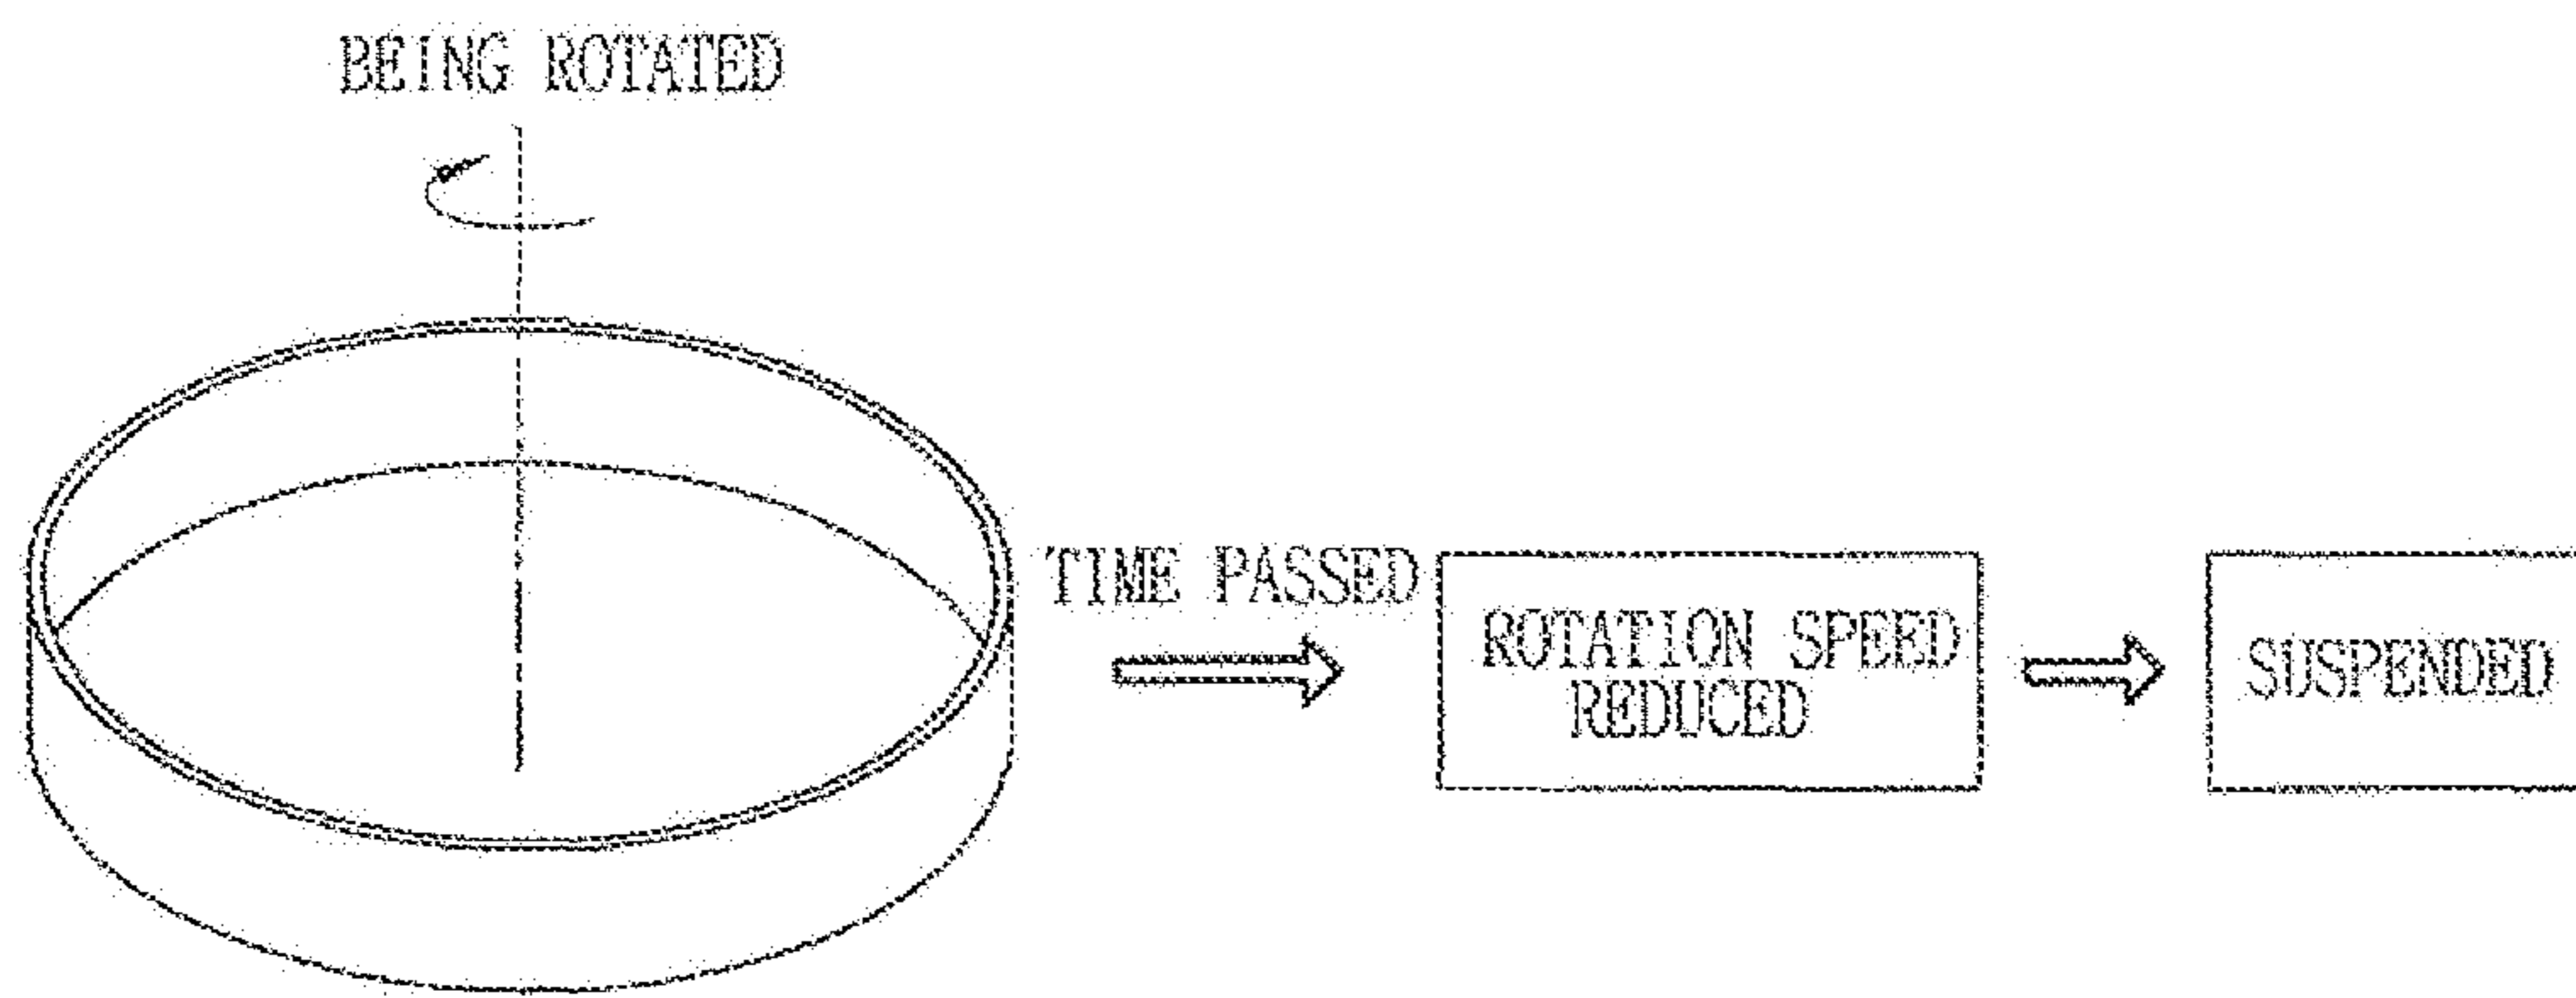 BEING ROTATED
TIME PASSED
ROTATION SPEED
REDUCED
SUSPENDED